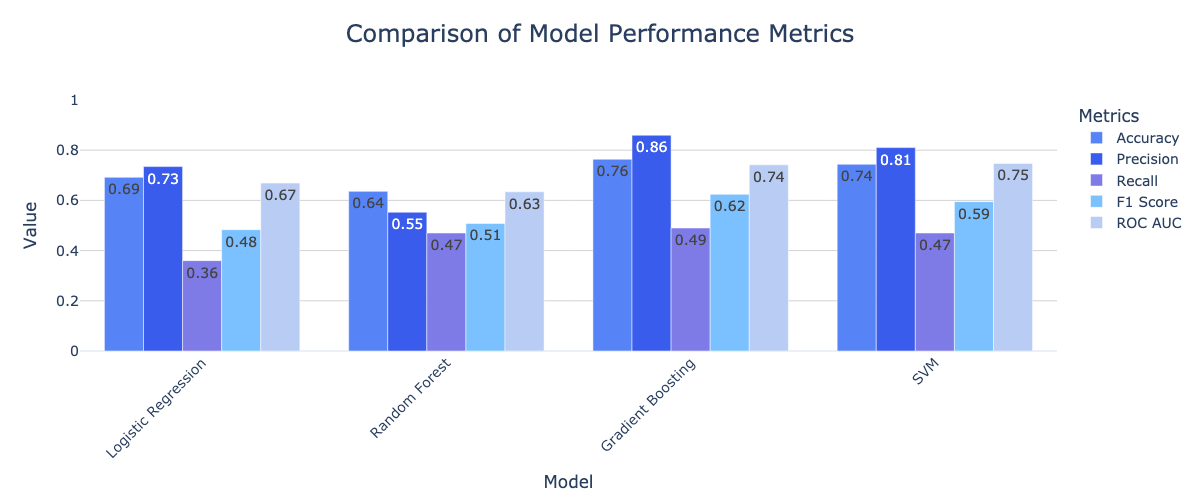 Comparison of Model Performance Metrics
Value
1
0.8
0.6
0.4
0.2
0
0.69
0.73
0.36
0.48
0.67
0.64
0.55
0.47
0.51
0.63
0.76
0.86
0.49
0.62
0.74
0.74
0.81
0.47
0.59
0.75
Logistic Regression
Random Forest
Gradient Boosting
SVM
Model
Metrics
Accuracy
Precision
Recall
F1 Score
ROC AUC